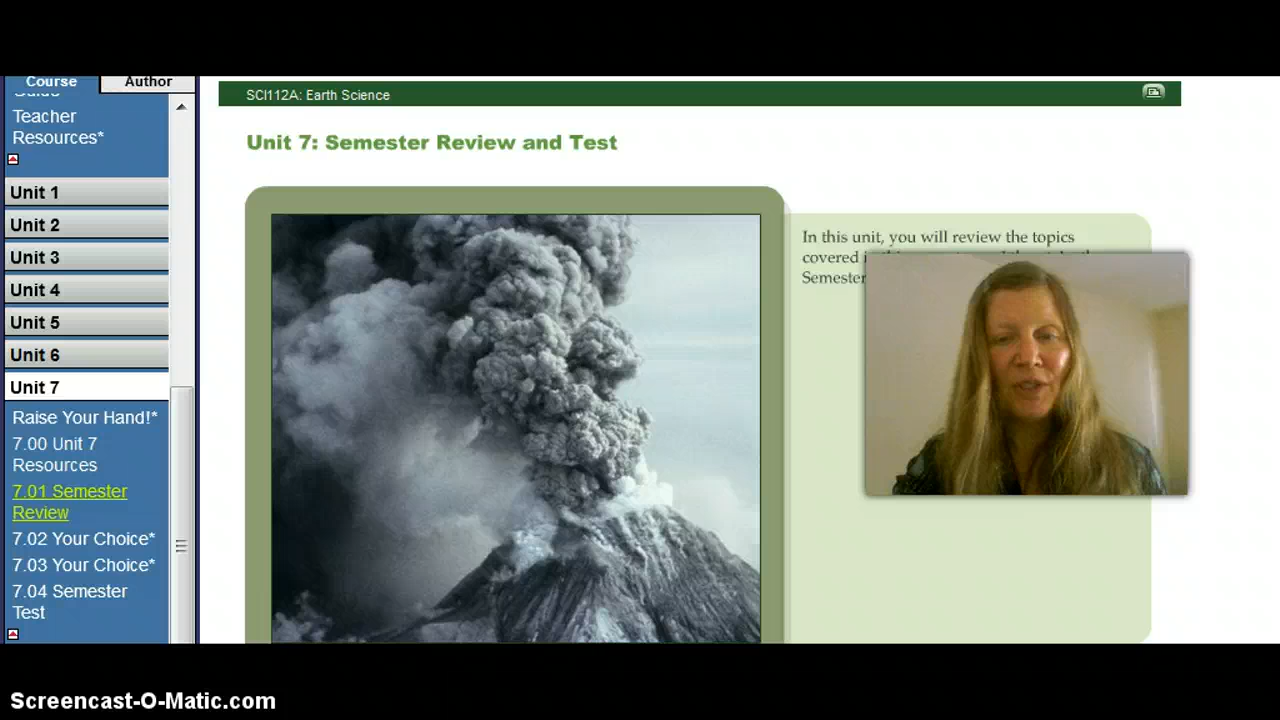 Course
Author
Guide
Teacher
Resources*
Unit 1
Unit 2
Unit 3
Unit 4
Unit 5
Unit 6
Unit 7
Raise Your Hand!*
7.00 Unit 7
Resources
7.01 Semester
Review
7.02 Your Choice*
7.03 Your Choice*
7.04 Semester
Test
SCI112A: Earth Science
Unit 7: Semester Review and Test
In this unit, you will review the topics
covered
Semester
Screencast-O-Matic.com